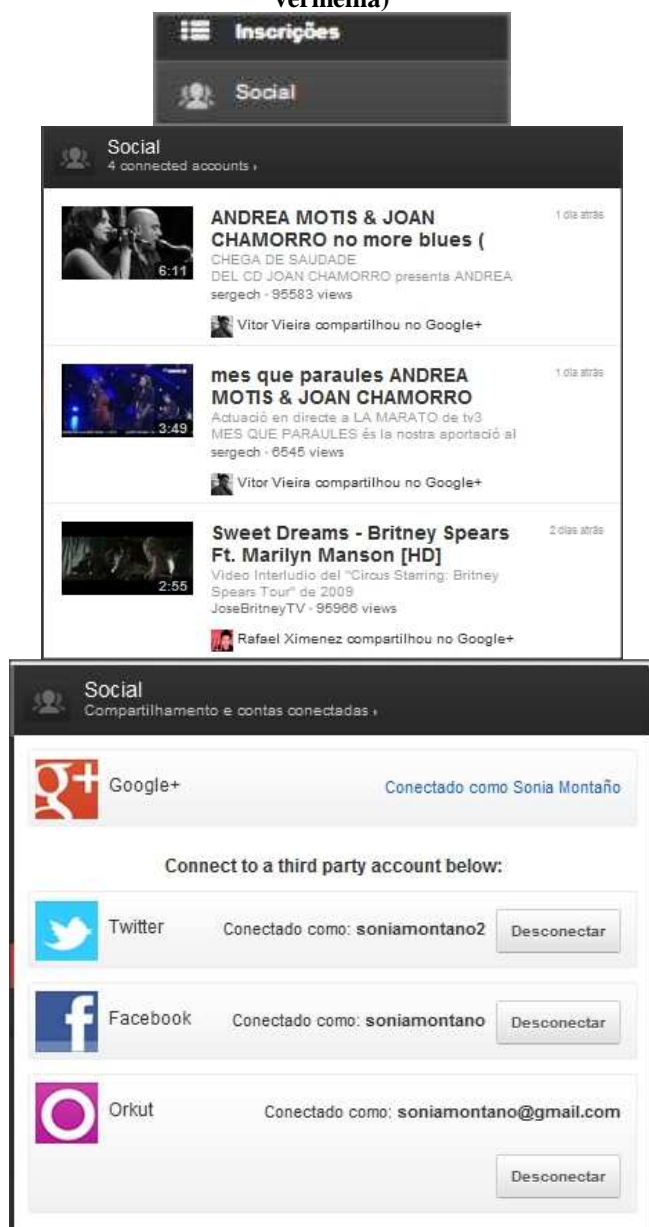 vermelha)
Inscrições
Social
Social
4 connected accounts ›
ANDREA MOTIS & JOAN
CHAMORRO no more blues (
1 dia atrás
CHEGA DE SAUDADE
DEL CD JOAN CHAMORRO presenta ANDREA
sergech - 95583 views
6:11
Vitor Vieira compartilhou no Google+
mes que paraules ANDREA
MOTIS & JOAN CHAMORRO
1 dia atrás
Actuació en directe a LA MARATO de tv3
MES QUE PARAULES és la nostra aportació al
sergech - 6545 views
3:49
Vitor Vieira compartilhou no Google+
Sweet Dreams - Britney Spears
Ft. Marilyn Manson [HD]
2 dias atrás
Video Interludio del "Circus Starring: Britney
Spears Tour" de 2009
JoseBritneyTV - 95966 views
2:55
Rafael Ximenez compartilhou no Google+
Social
Compartilhamento e contas conectadas ›
g+ Google+ Conectado como Sonia Montaño
Connect to a third party account below:
Twitter Conectado como: soniamontano2 Desconectar
f Facebook Conectado como: soniamontano Desconectar
Orkut Conectado como: soniamontano@gmail.com
Desconectar